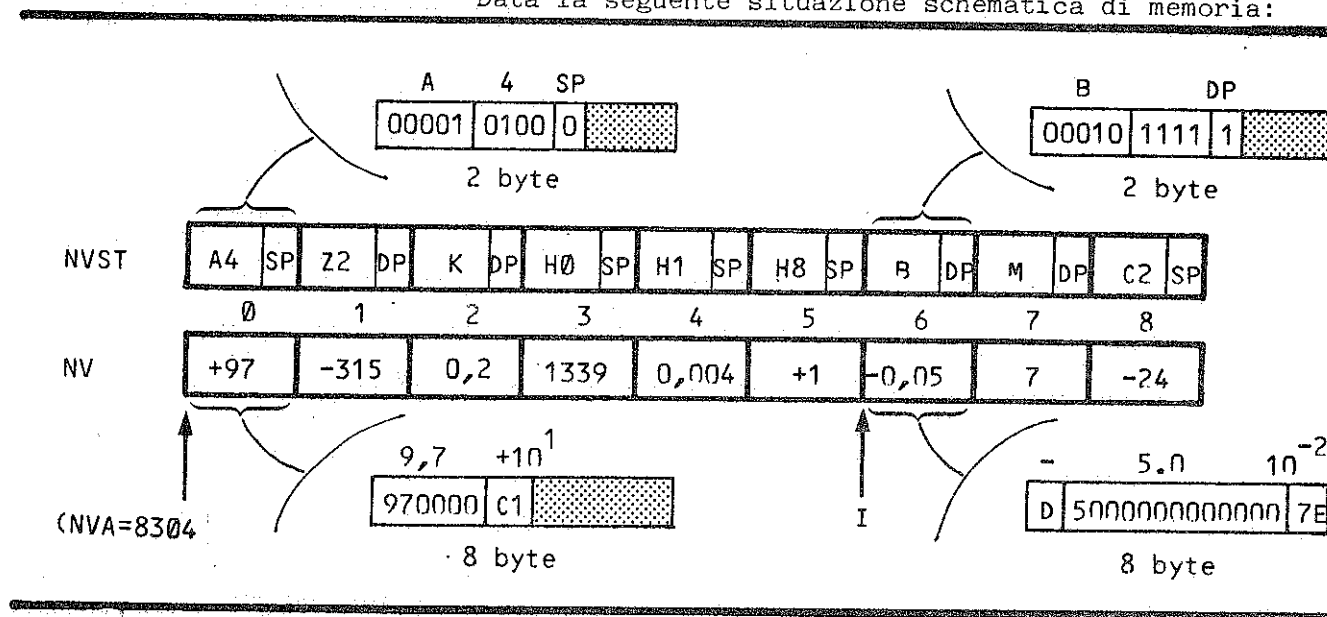 Data la seguente situazione schematica di memoria:
A 4 SP
00001 0100 0
2 byte
B DP
00010 1111 1
2 byte
NVST A4 SP Z2 DP K DP HØ SP H1 SP H8 SP B DP M DP C2 SP
Ø 1 2 3 4 5 6 7 8
NV +97 -315 0,2 1339 0,004 +1 -0,05 7 -24
9,7 +10¹
970000 C1
8 byte
(NVA=83Ø4
I
- 5.0 10⁻²
D 5000000000000 7E
8 byte